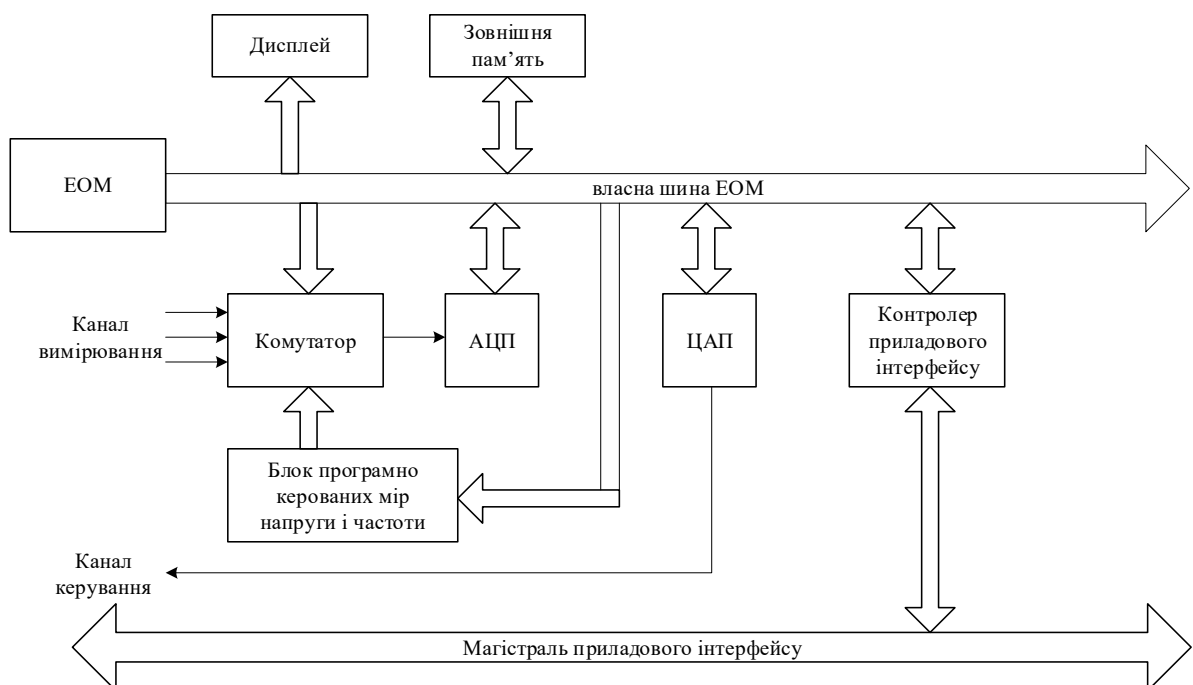 Дисплей
Зовнішня
пам’ять
ЕОМ
власна шина ЕОМ
Канал
вимірювання
Комутатор
АЦП
ЦАП
Контролер
приладового
інтерфейсу
Блок програмно
керованих мір
напруги і частоти
Канал
керування
Магістраль приладового інтерфейсу